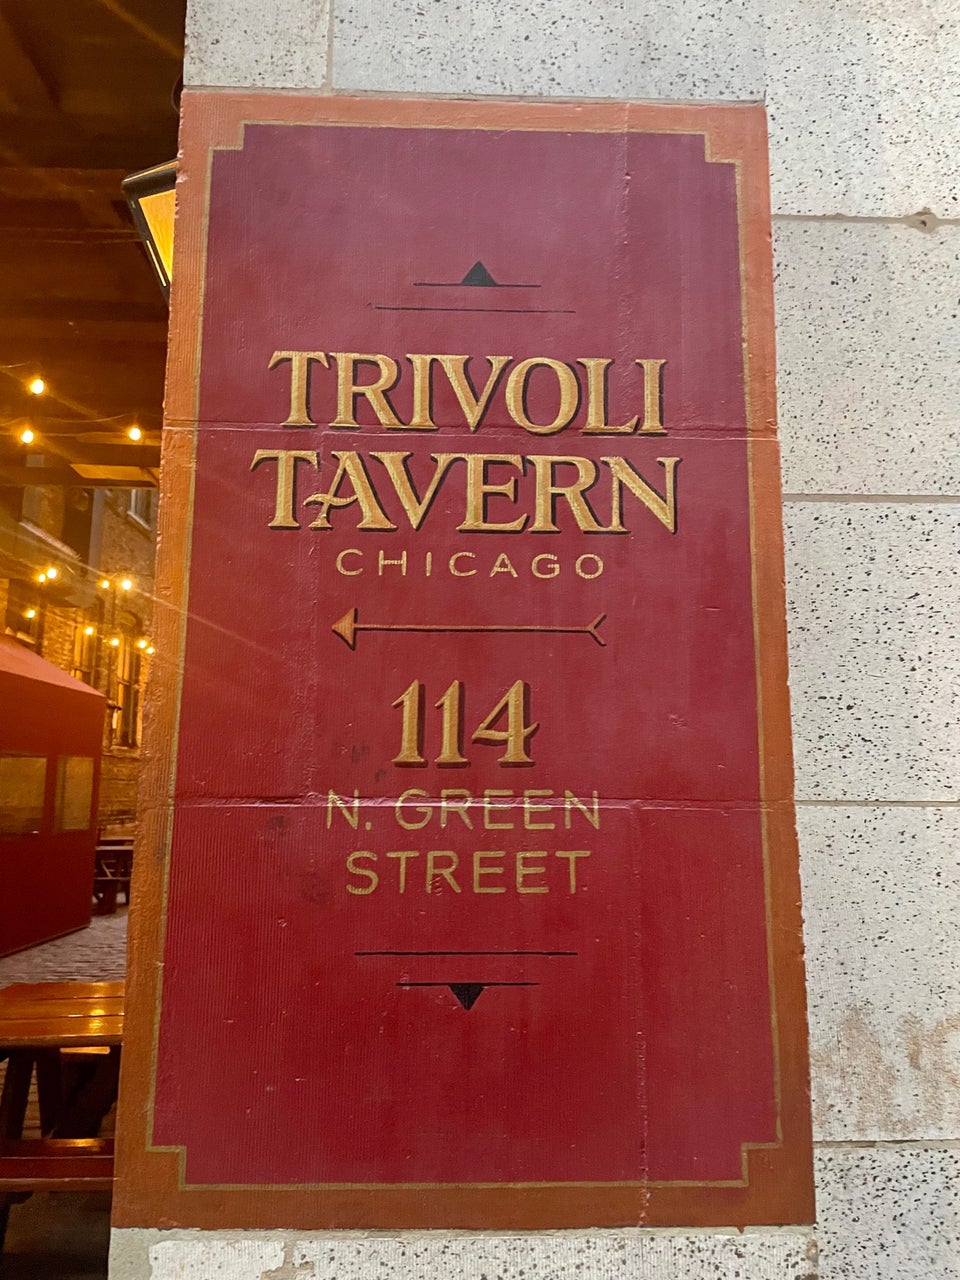 TRIVOLI
TAVERN
CHICAGO
114
N. GREEN
STREET